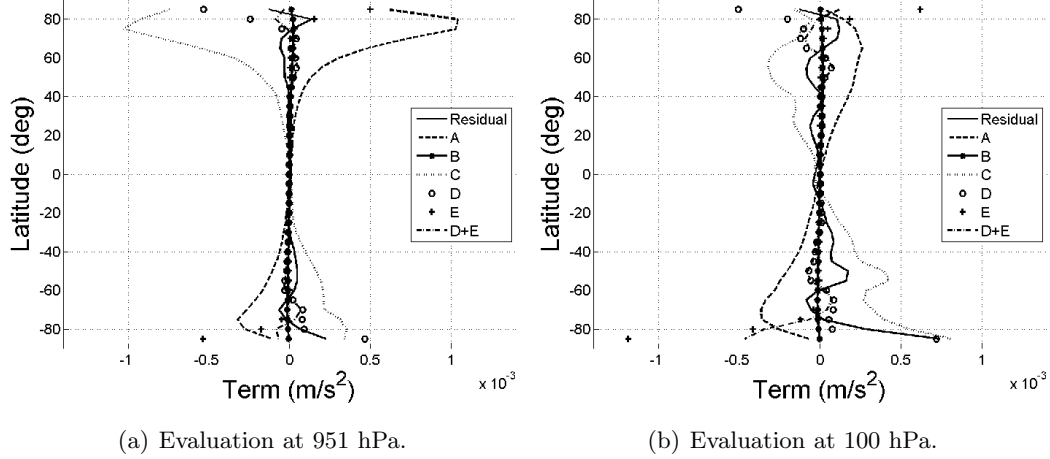 80
60
40
20
0
-20
-40
-60
-80
Latitude (deg)
-1
-0.5
0
0.5
1
x 10⁻³
Term (m/s²)
Residual
A
B
C
D
E
D+E
(a) Evaluation at 951 hPa.
80
60
40
20
0
-20
-40
-60
-80
Latitude (deg)
-1
-0.5
0
0.5
1
x 10⁻³
Term (m/s²)
Residual
A
B
C
D
E
D+E
(b) Evaluation at 100 hPa.